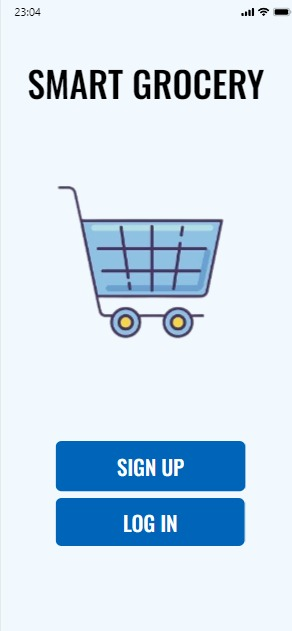 23:04
SMART GROCERY
SIGN UP
LOG IN